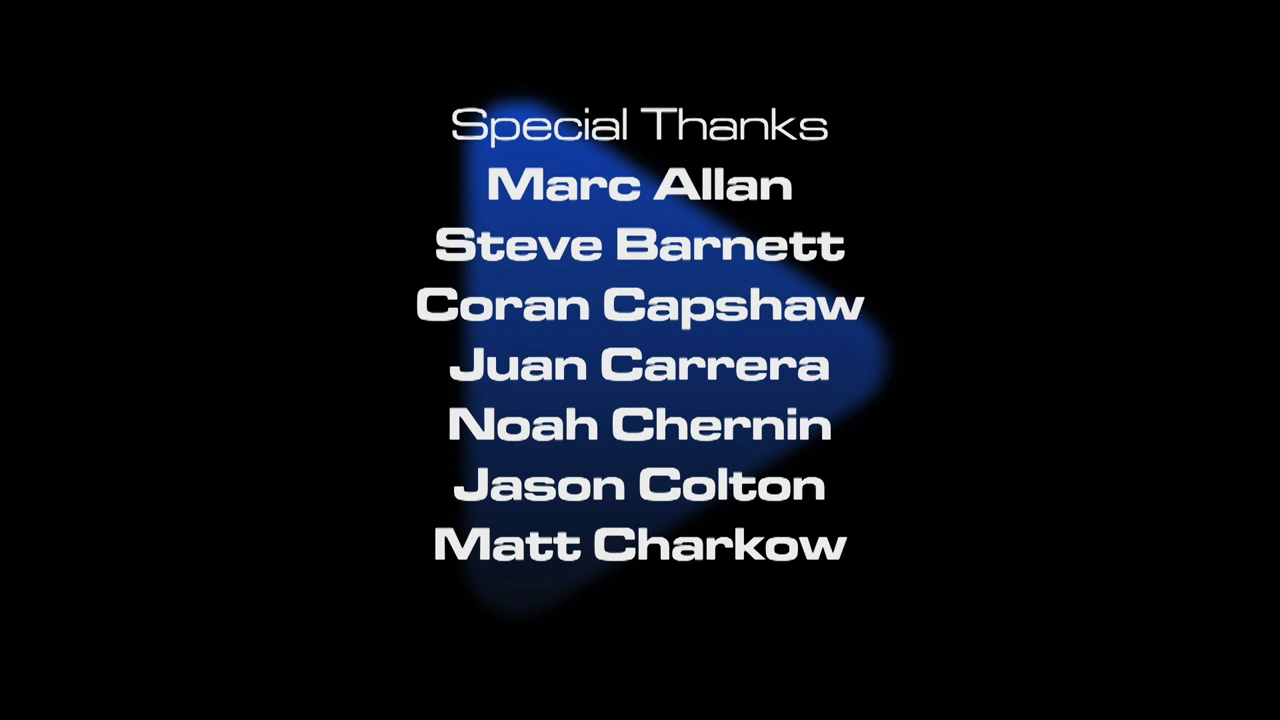 Special Thanks
Marc Allan
Steve Barnett
Coran Capshaw
Juan Carrera
Noah Chernin
Jason Colton
Matt Charkow